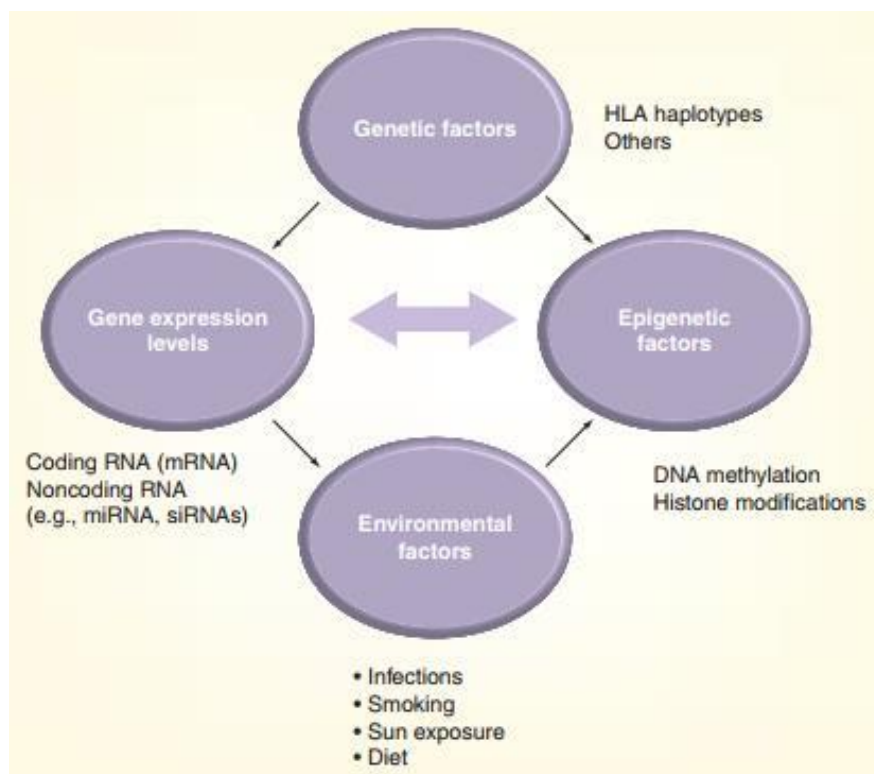 Genetic factors
HLA haplotypes
Others
Gene expression
levels
Epigenetic
factors
Coding RNA (mRNA)
Noncoding RNA
(e.g., miRNA, siRNAs)
DNA methylation
Histone modifications
Environmental
factors
• Infections
• Smoking
• Sun exposure
• Diet